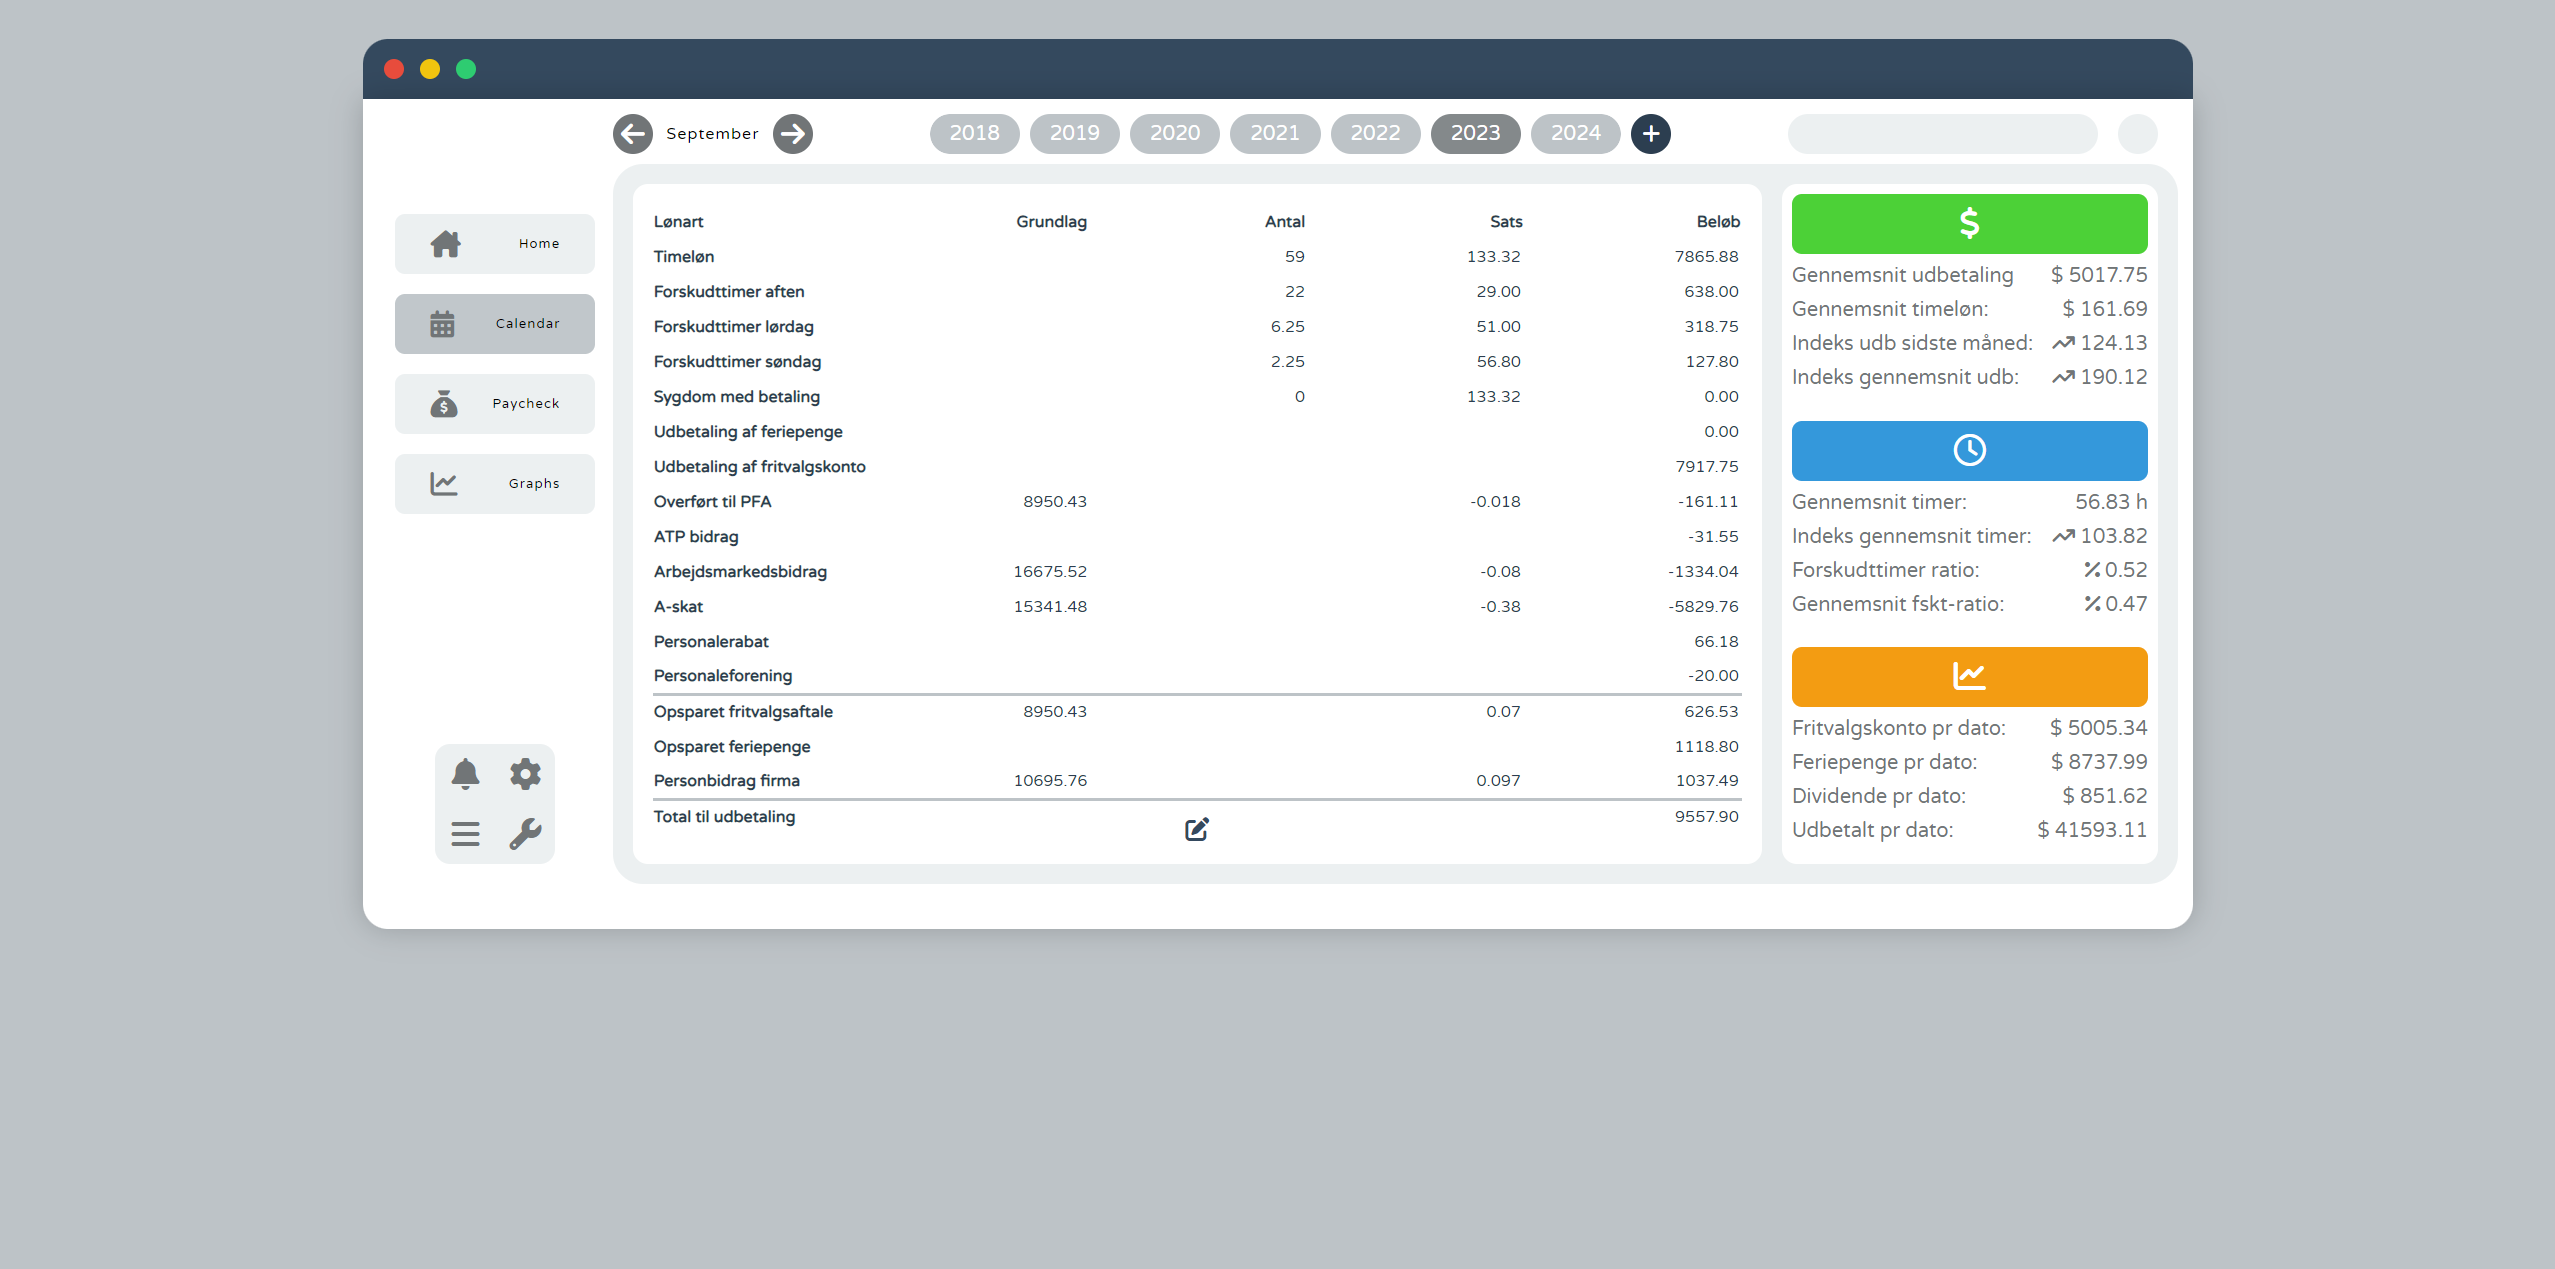 September
2018 2019 2020 2021 2022 2023 2024
Home
Calendar
Paycheck
Graphs
Lønart Grundlag Antal Sats Beløb
Timeløn 59 133.32 7865.88
Forskudttimer aften 22 29.00 638.00
Forskudttimer lørdag 6.25 51.00 318.75
Forskudttimer søndag 2.25 56.80 127.80
Sygdom med betaling 0 133.32 0.00
Udbetaling af feriepenge 0.00
Udbetaling af fritvalgskonto 7917.75
Overført til PFA 8950.43 -0.018 -161.11
ATP bidrag -31.55
Arbejdsmarkedsbidrag 16675.52 -0.08 -1334.04
A-skat 15341.48 -0.38 -5829.76
Personalerabat 66.18
Personaleforening -20.00
Opsparet fritvalgsaftale 8950.43 0.07 626.53
Opsparet feriepenge 1118.80
Personbidrag firma 10695.76 0.097 1037.49
Total til udbetaling 9557.90
$
Gennemsnit udbetaling $ 5017.75
Gennemsnit timeløn: $ 161.69
Indeks udb sidste måned: 124.13
Indeks gennemsnit udb: 190.12
Gennemsnit timer: 56.83 h
Indeks gennemsnit timer: 103.82
Forskudttimer ratio: % 0.52
Gennemsnit fskt-ratio: % 0.47
Fritvalgskonto pr dato: $ 5005.34
Feriepenge pr dato: $ 8737.99
Dividende pr dato: $ 851.62
Udbetalt pr dato: $ 41593.11